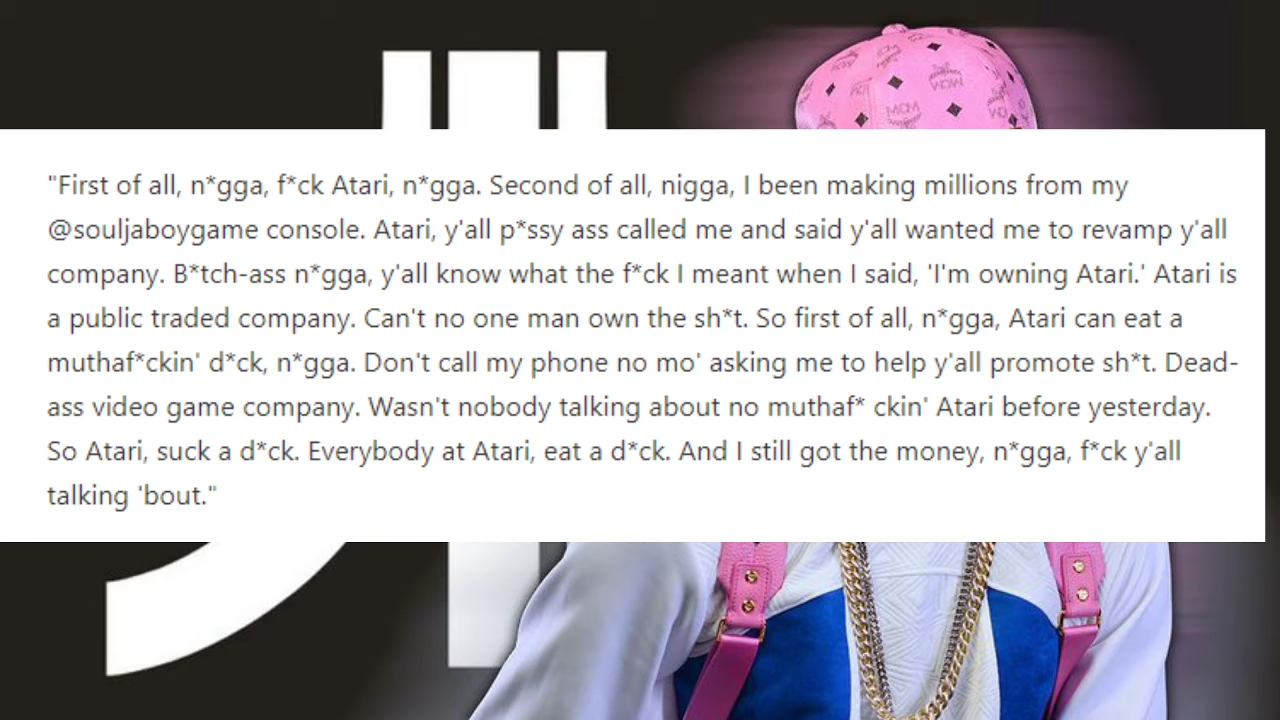 MCM
MCM
MCM
"First of all, n*gga, f*ck Atari, n*gga. Second of all, nigga, I been making millions from my
@souljaboygame console. Atari, y'all p*ssy ass called me and said y'all wanted me to revamp y'all
company. B*tch-ass n*gga, y'all know what the f*ck I meant when I said, 'I'm owning Atari.' Atari is
a public traded company. Can't no one man own the sh*t. So first of all, n*gga, Atari can eat a
muthaf*ckin' d*ck, n*gga. Don't call my phone no mo' asking me to help y'all promote sh*t. Dead-
ass video game company. Wasn't nobody talking about no muthaf* ckin' Atari before yesterday.
So Atari, suck a d*ck. Everybody at Atari, eat a d*ck. And I still got the money, n*gga, f*ck y'all
talking 'bout."